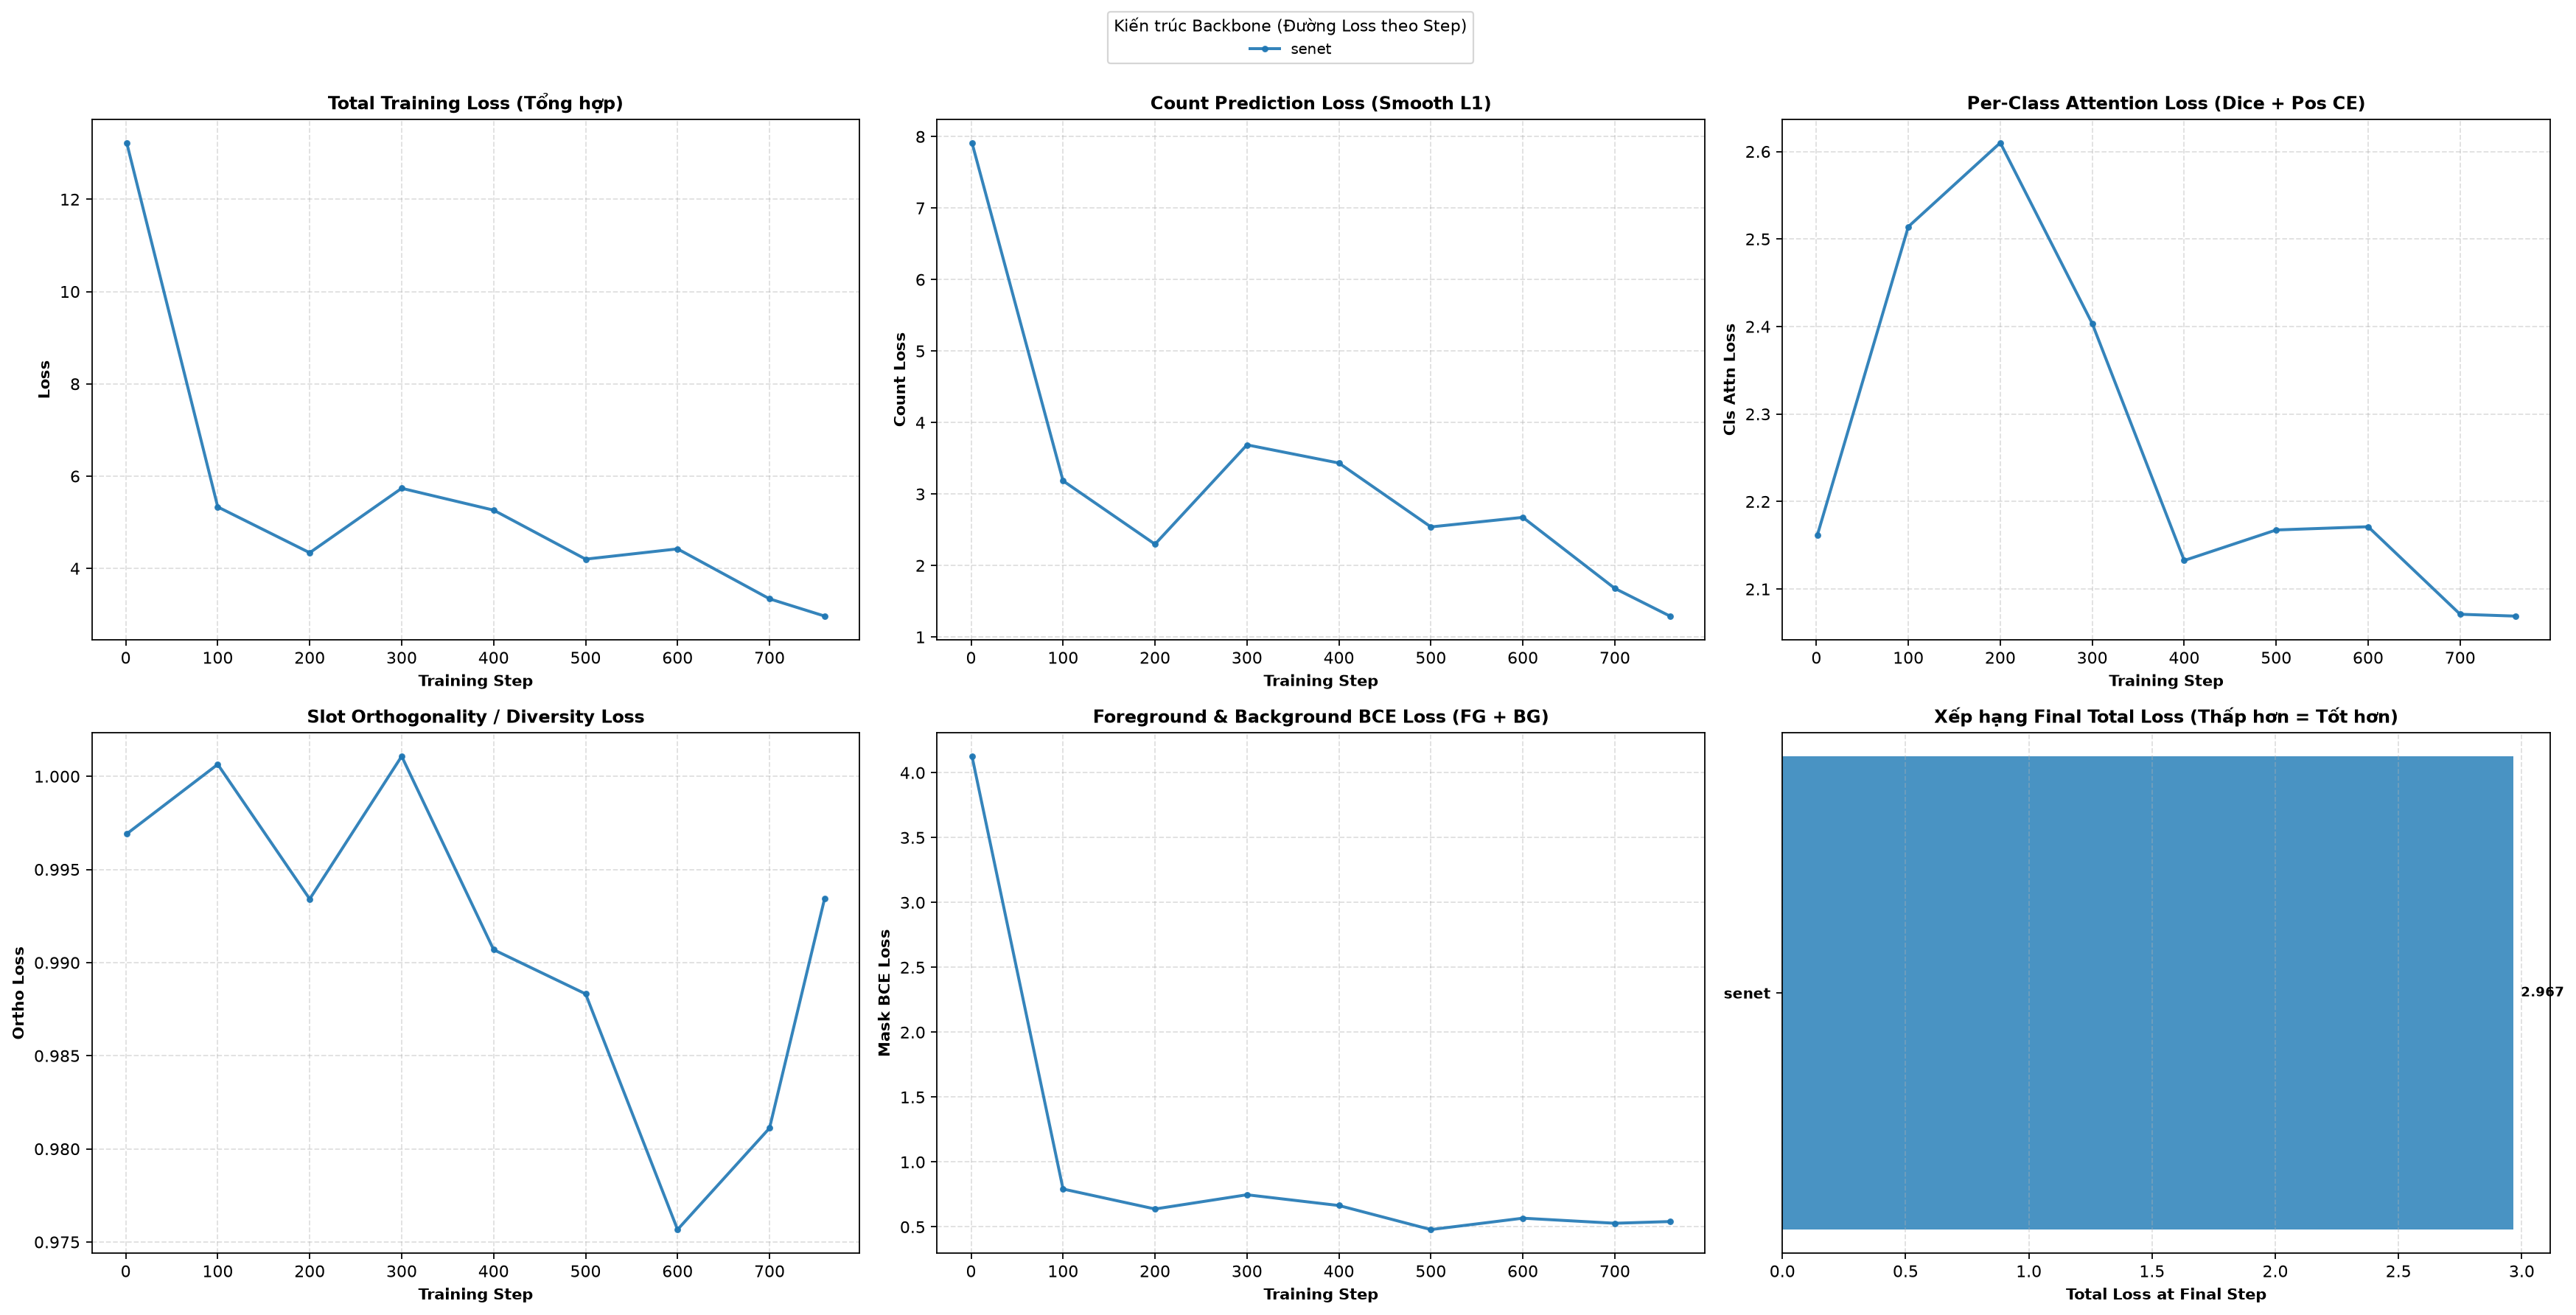 Kiến trúc Backbone (Đường Loss theo Step)
senet
Total Training Loss (Tổng hợp)
Loss
12
10
8
6
4
0 100 200 300 400 500 600 700
Training Step
Count Prediction Loss (Smooth L1)
Count Loss
8
7
6
5
4
3
2
1
0 100 200 300 400 500 600 700
Training Step
Per-Class Attention Loss (Dice + Pos CE)
Cls Attn Loss
2.6
2.5
2.4
2.3
2.2
2.1
0 100 200 300 400 500 600 700
Training Step
Slot Orthogonality / Diversity Loss
Ortho Loss
1.000
0.995
0.990
0.985
0.980
0.975
0 100 200 300 400 500 600 700
Training Step
Foreground & Background BCE Loss (FG + BG)
Mask BCE Loss
4.0
3.5
3.0
2.5
2.0
1.5
1.0
0.5
0 100 200 300 400 500 600 700
Training Step
Xếp hạng Final Total Loss (Thấp hơn = Tốt hơn)
senet
2.967
0.0 0.5 1.0 1.5 2.0 2.5 3.0
Total Loss at Final Step